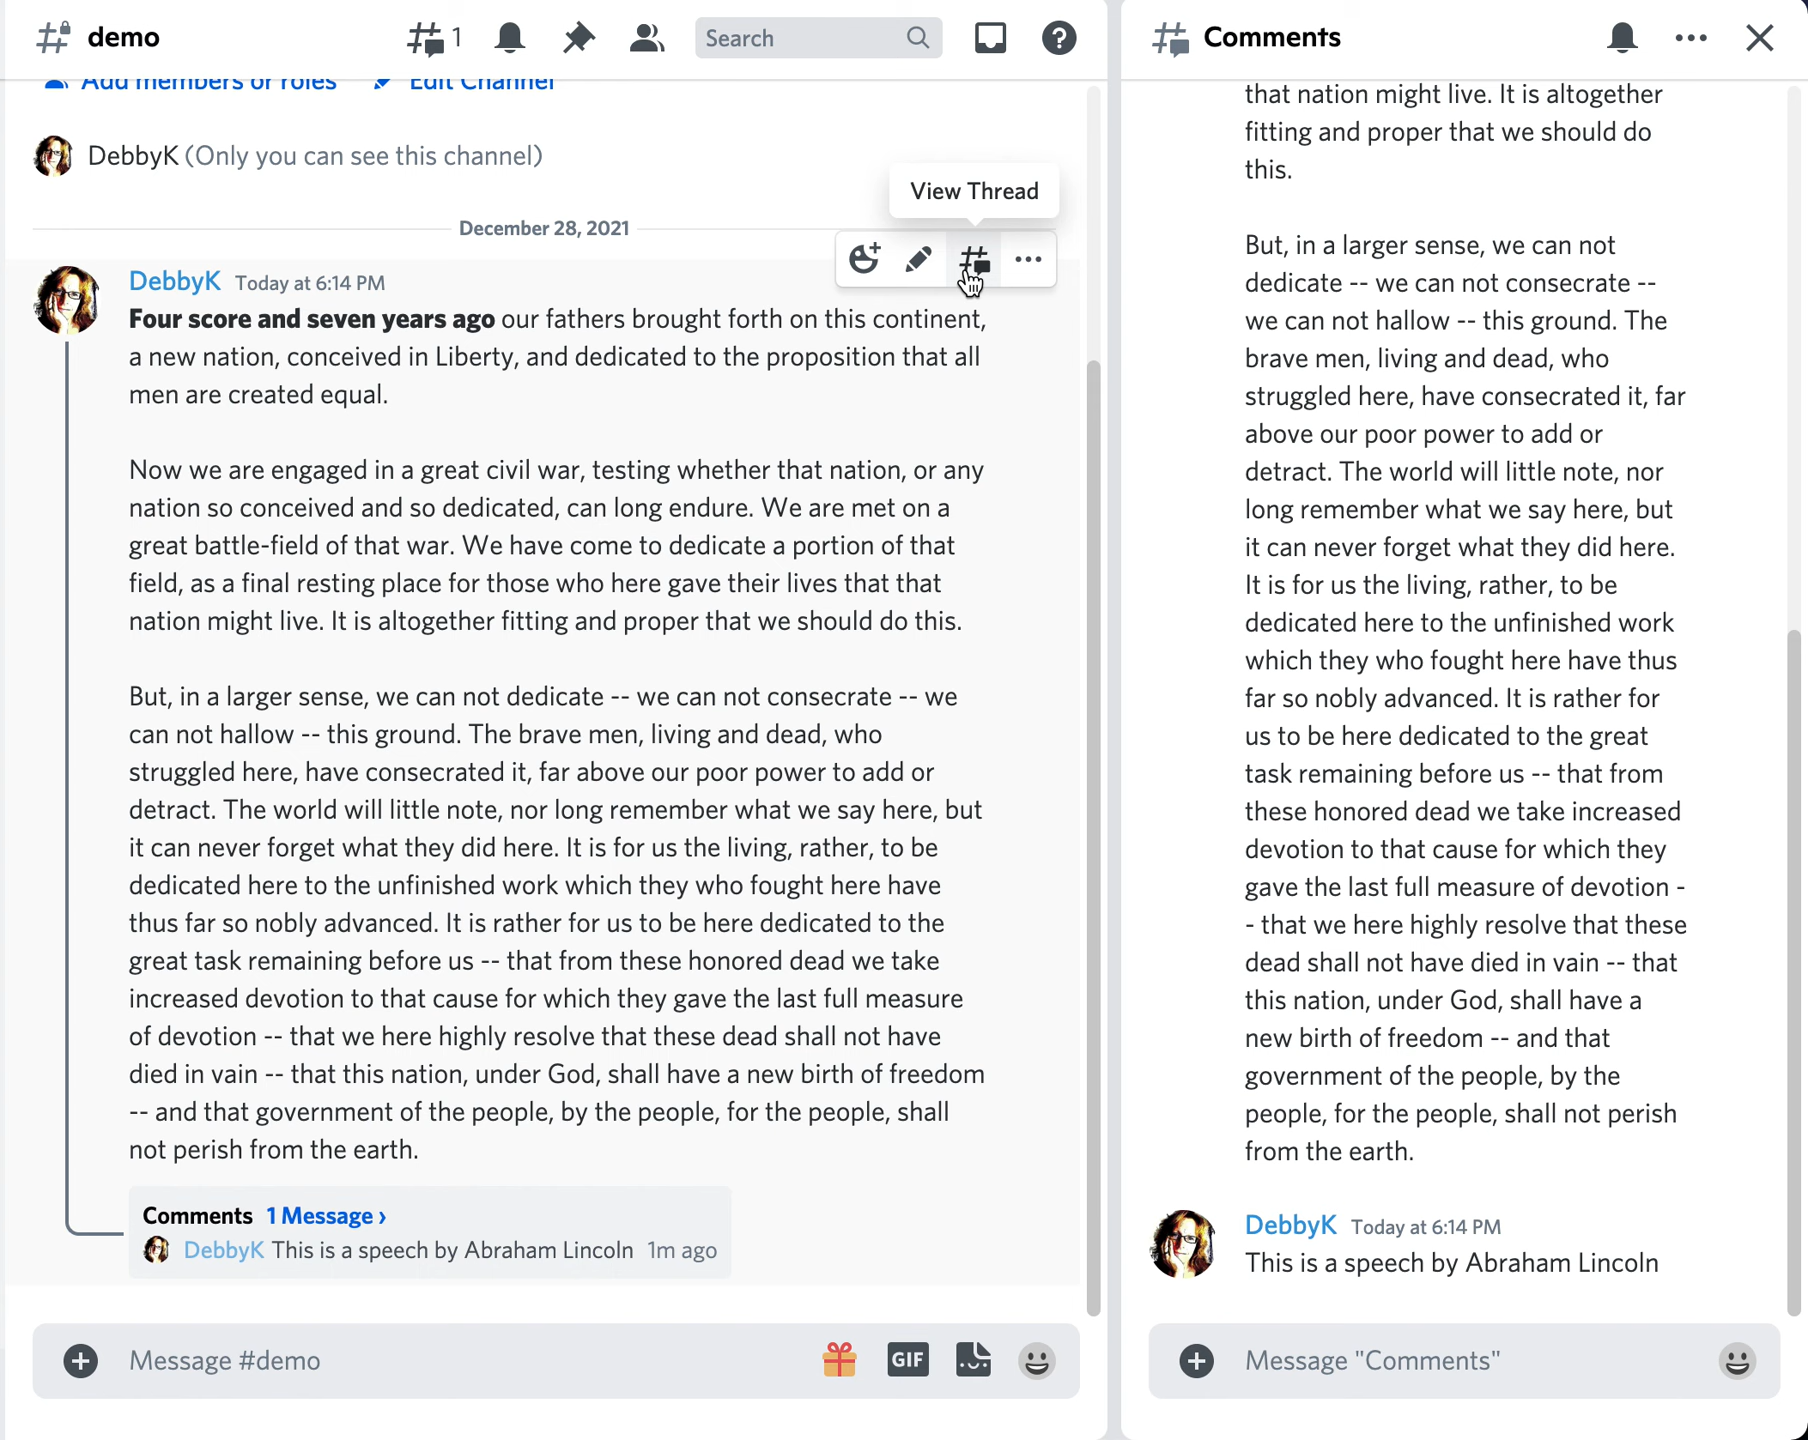 demo
1
Search
Add members or roles
Edit Channel
DebbyK (Only you can see this channel)
View Thread
December 28, 2021
DebbyK Today at 6:14 PM
Four score and seven years ago our fathers brought forth on this continent,
a new nation, conceived in Liberty, and dedicated to the proposition that all
men are created equal.
Now we are engaged in a great civil war, testing whether that nation, or any
nation so conceived and so dedicated, can long endure. We are met on a
great battle-field of that war. We have come to dedicate a portion of that
field, as a final resting place for those who here gave their lives that that
nation might live. It is altogether fitting and proper that we should do this.
But, in a larger sense, we can not dedicate -- we can not consecrate -- we
can not hallow -- this ground. The brave men, living and dead, who
struggled here, have consecrated it, far above our poor power to add or
detract. The world will little note, nor long remember what we say here, but
it can never forget what they did here. It is for us the living, rather, to be
dedicated here to the unfinished work which they who fought here have
thus far so nobly advanced. It is rather for us to be here dedicated to the
great task remaining before us -- that from these honored dead we take
increased devotion to that cause for which they gave the last full measure
of devotion -- that we here highly resolve that these dead shall not have
died in vain -- that this nation, under God, shall have a new birth of freedom
-- and that government of the people, by the people, for the people, shall
not perish from the earth.
Comments 1 Message ›
DebbyK This is a speech by Abraham Lincoln 1m ago
Message #demo
GIF
Comments
that nation might live. It is altogether
fitting and proper that we should do
this.
But, in a larger sense, we can not
dedicate -- we can not consecrate --
we can not hallow -- this ground. The
brave men, living and dead, who
struggled here, have consecrated it, far
above our poor power to add or
detract. The world will little note, nor
long remember what we say here, but
it can never forget what they did here.
It is for us the living, rather, to be
dedicated here to the unfinished work
which they who fought here have thus
far so nobly advanced. It is rather for
us to be here dedicated to the great
task remaining before us -- that from
these honored dead we take increased
devotion to that cause for which they
gave the last full measure of devotion -
- that we here highly resolve that these
dead shall not have died in vain -- that
this nation, under God, shall have a
new birth of freedom -- and that
government of the people, by the
people, for the people, shall not perish
from the earth.
DebbyK Today at 6:14 PM
This is a speech by Abraham Lincoln
Message "Comments"